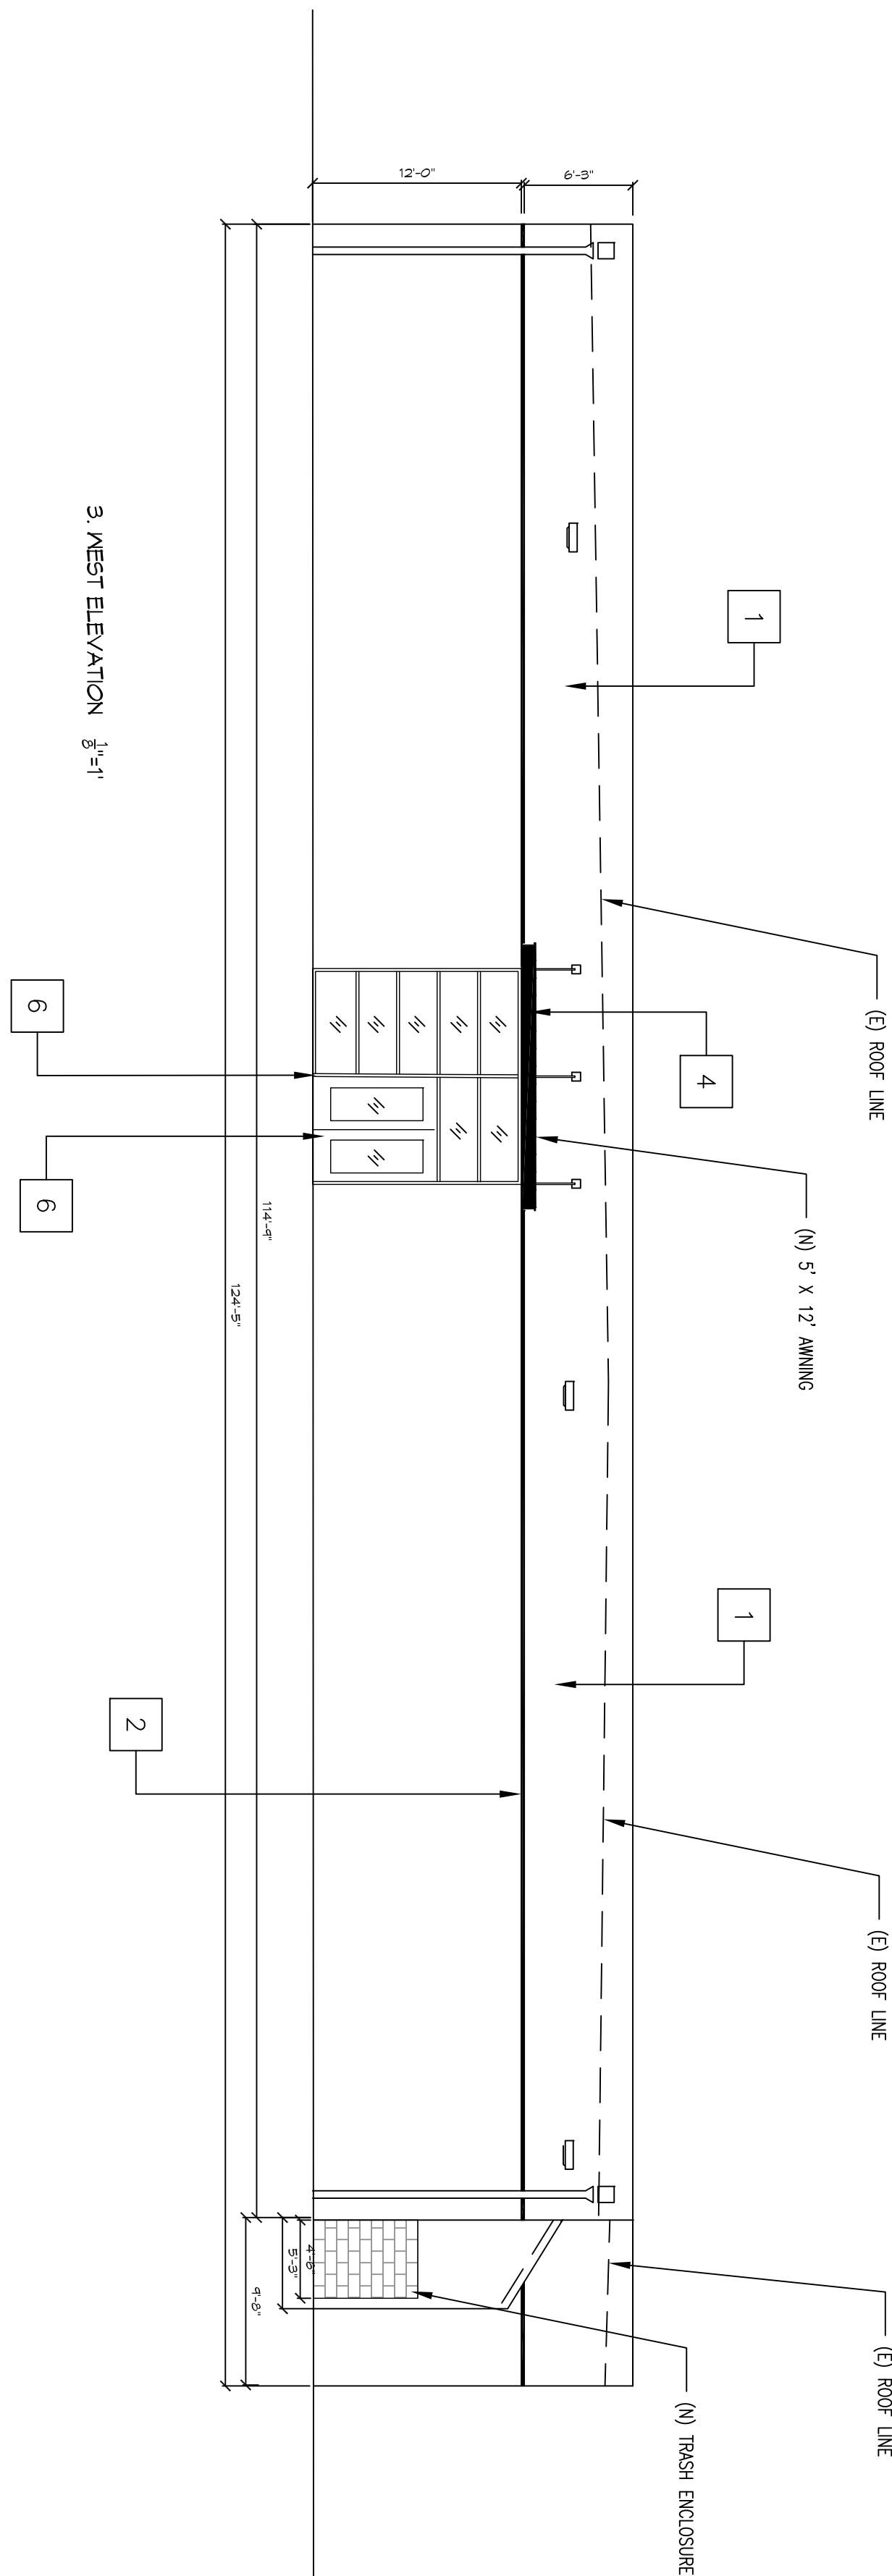 (E) ROOF LINE
(E) ROOF LINE
(E) ROOF LINE
(N) 5' X 12' AWNING
(N) TRASH ENCLOSURE
1
1
4
6'-3"
12'-0"
4'-6"
5'-3"
9'-8"
114'-9"
124'-5"
2
6
6
3. WEST ELEVATION 1/8"=1'